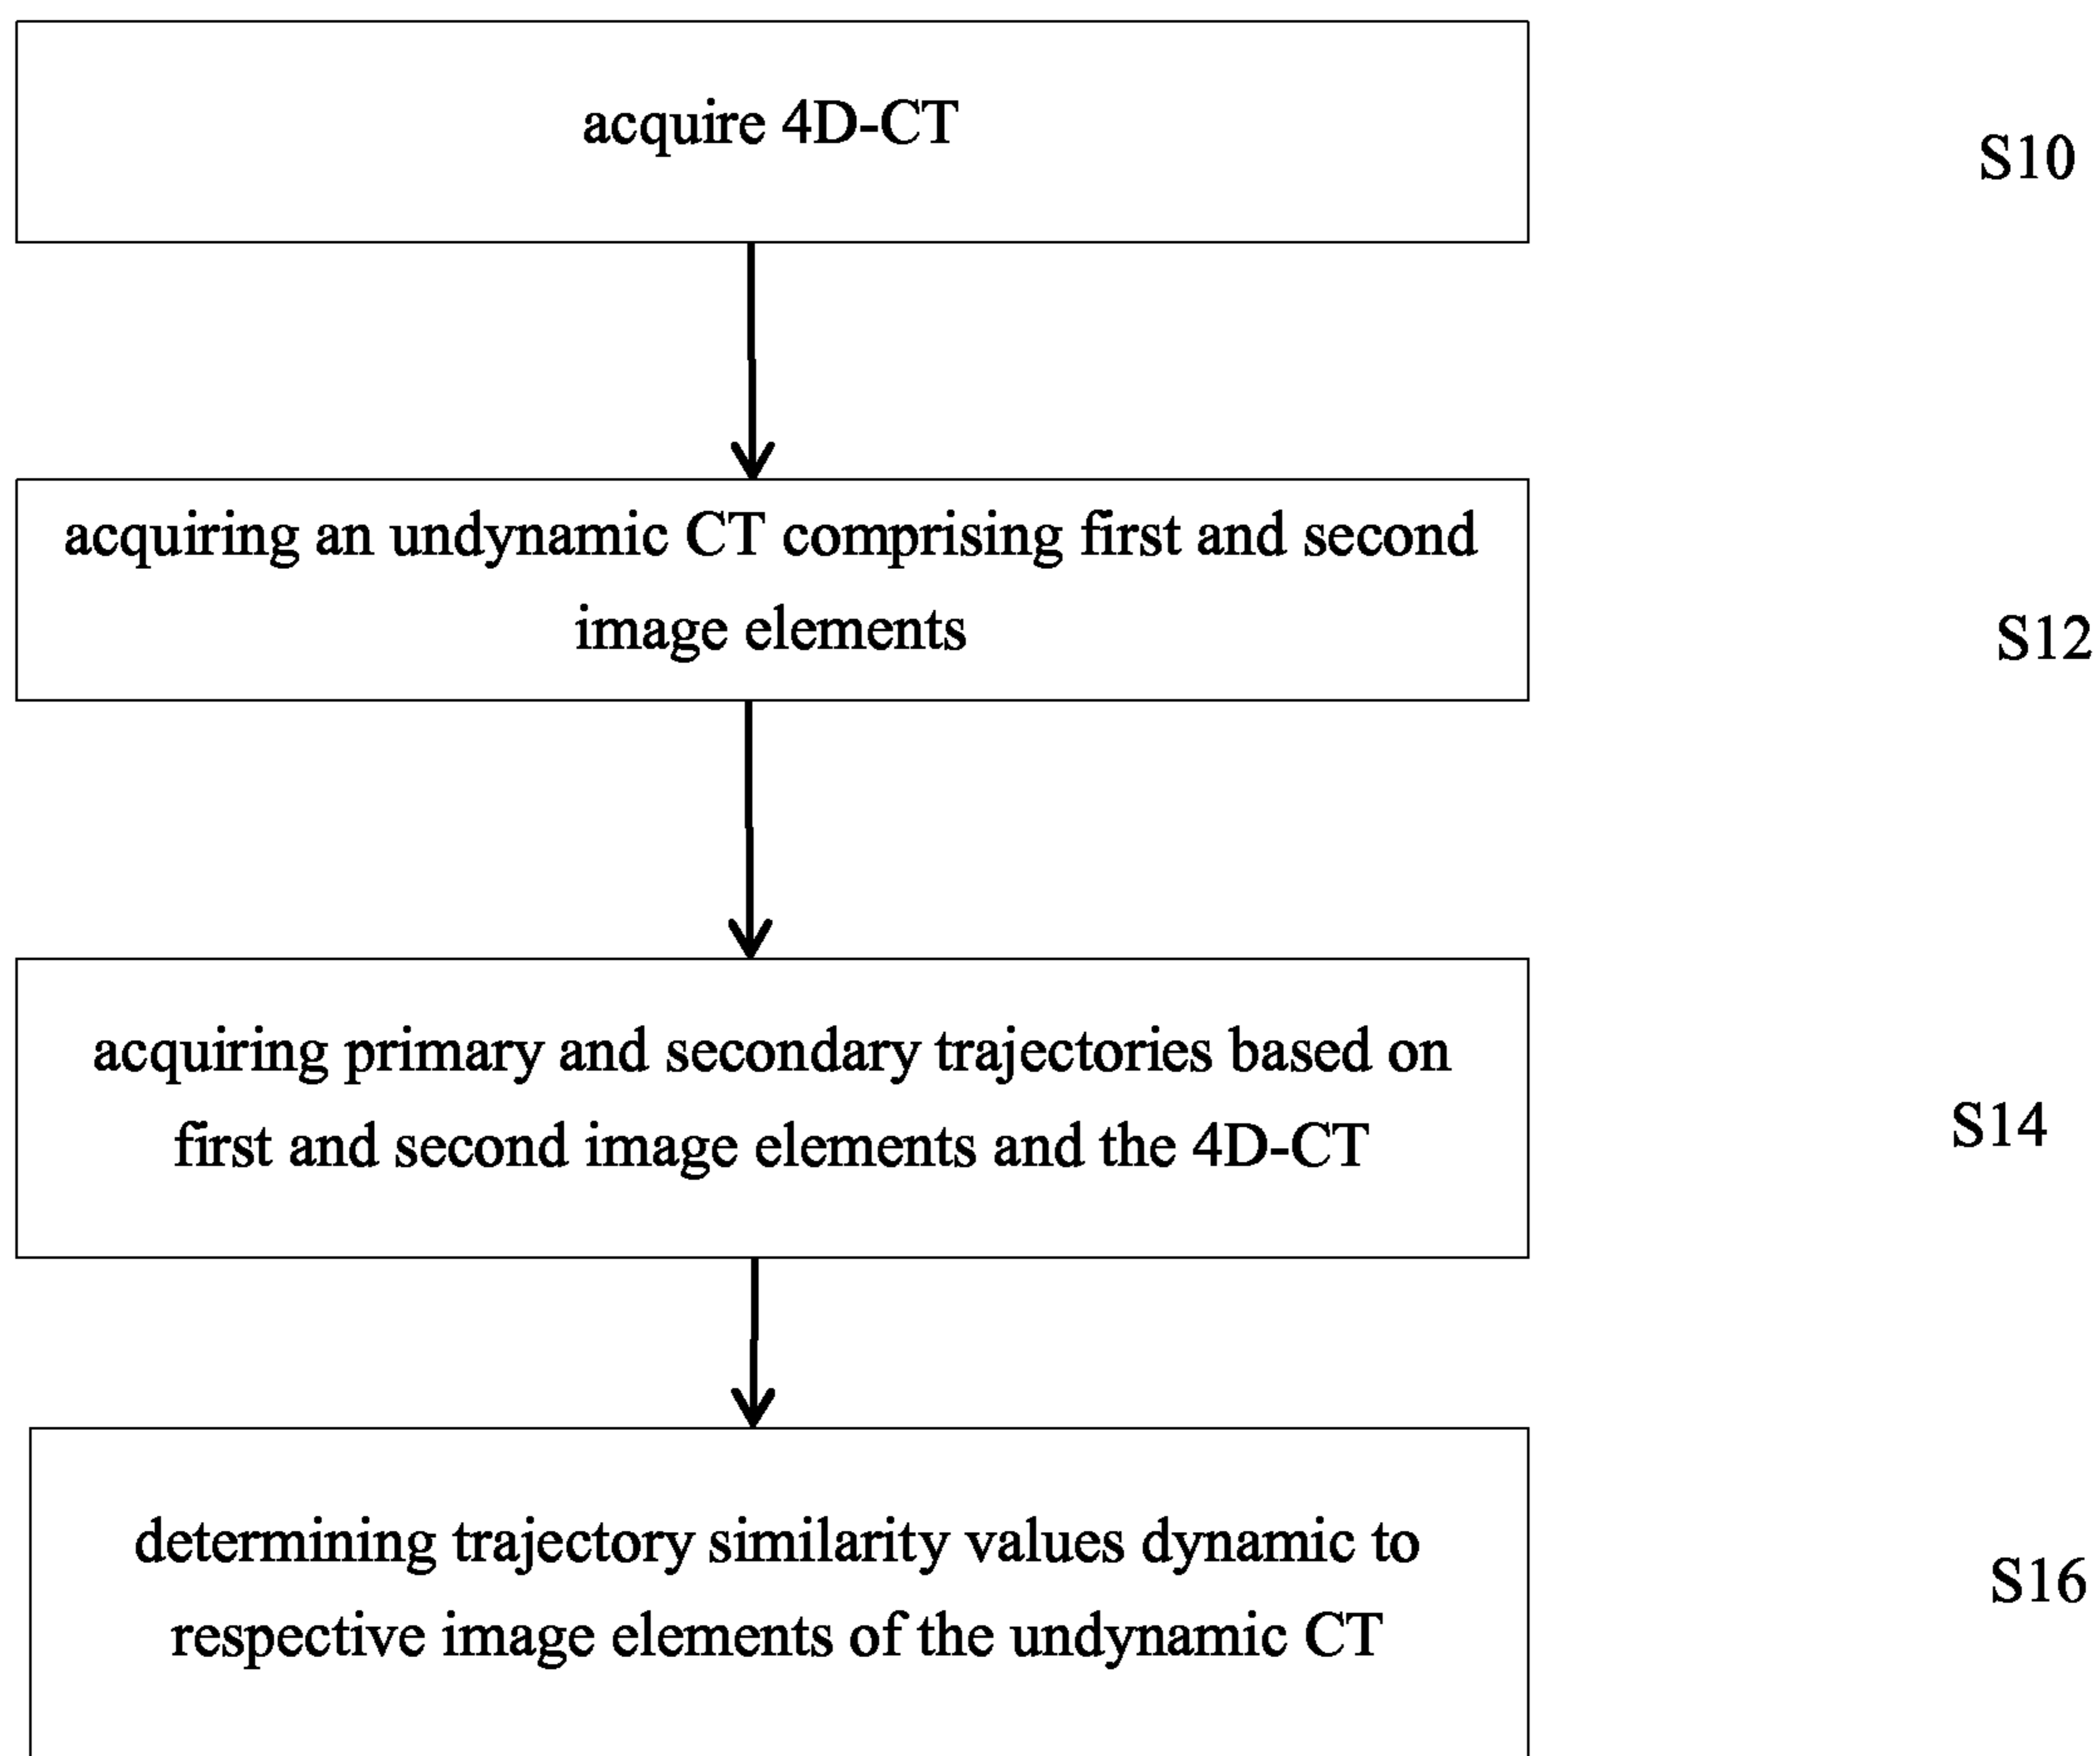 acquire 4D-CT
S10
acquiring an undynamic CT comprising first and second
image elements
S12
acquiring primary and secondary trajectories based on
first and second image elements and the 4D-CT
S14
determining trajectory similarity values dynamic to
respective image elements of the undynamic CT
S16